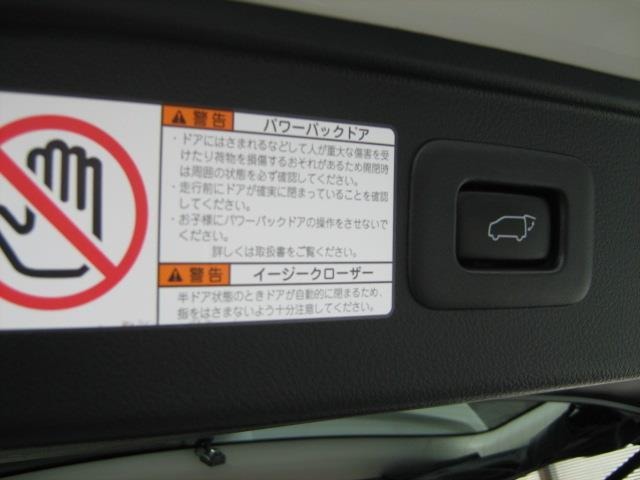 警告 パワーバックドア
・ドアにはさまれるなどして人が重大な傷害を受
けたり荷物を損傷するおそれがあるため開閉時
は周囲の状態を必ず確認してください。
・走行前にドアが確実に閉まっていることを確認
してください。
・お子様にパワーバックドアの操作をさせないで
ください。
詳しくは取扱書をご覧ください。
警告 イージークローザー
半ドア状態のときドアが自動的に閉まるため、
指をはさまないよう十分注意してください。